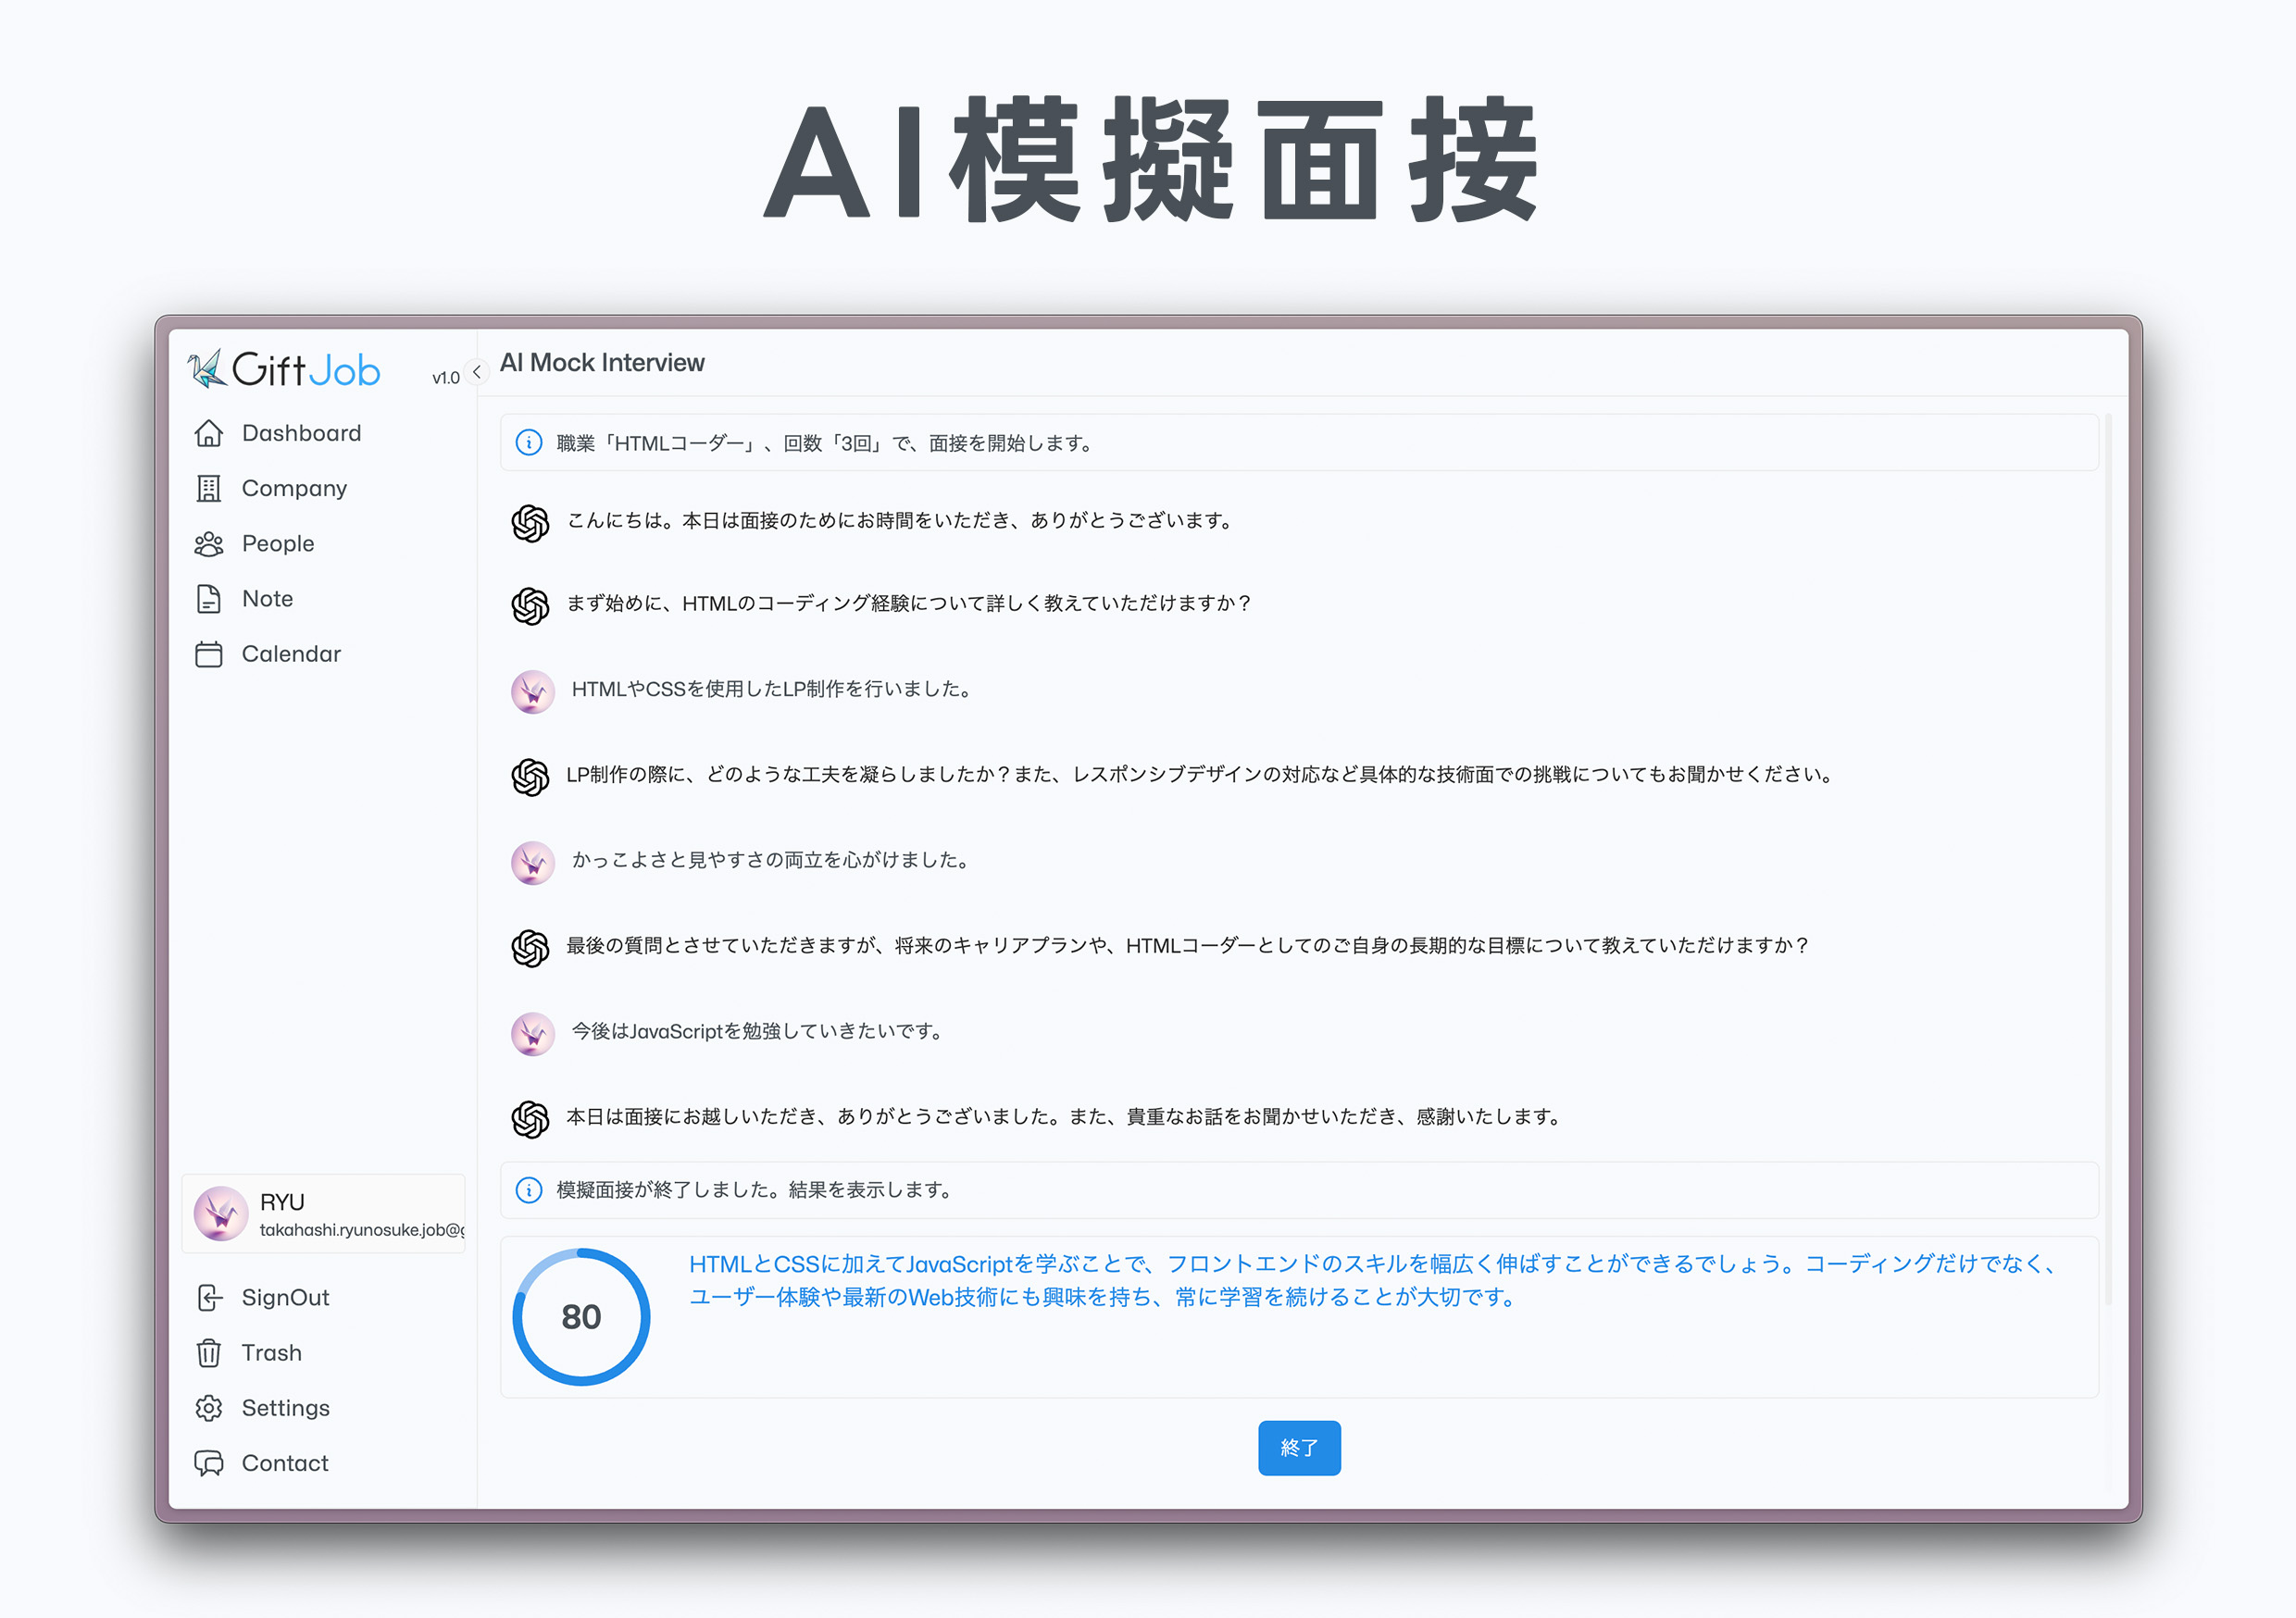 AI模擬面接
GiftJob
v1.0
Dashboard
Company
People
Note
Calendar
RYU
takahashi.ryunosuke.job@g
SignOut
Trash
Settings
Contact
AI Mock Interview
職業「HTMLコーダー」、回数「3回」で、面接を開始します。
こんにちは。本日は面接のためにお時間をいただき、ありがとうございます。
まず始めに、HTMLのコーディング経験について詳しく教えていただけますか？
HTMLやCSSを使用したLP制作を行いました。
LP制作の際に、どのような工夫を凝らしましたか？また、レスポンシブデザインの対応など具体的な技術面での挑戦についてもお聞かせください。
かっこよさと見やすさの両立を心がけました。
最後の質問とさせていただきますが、将来のキャリアプランや、HTMLコーダーとしてのご自身の長期的な目標について教えていただけますか？
今後はJavaScriptを勉強していきたいです。
本日は面接にお越しいただき、ありがとうございました。また、貴重なお話をお聞かせいただき、感謝いたします。
模擬面接が終了しました。結果を表示します。
80
HTMLとCSSに加えてJavaScriptを学ぶことで、フロントエンドのスキルを幅広く伸ばすことができるでしょう。コーディングだけでなく、
ユーザー体験や最新のWeb技術にも興味を持ち、常に学習を続けることが大切です。
終了